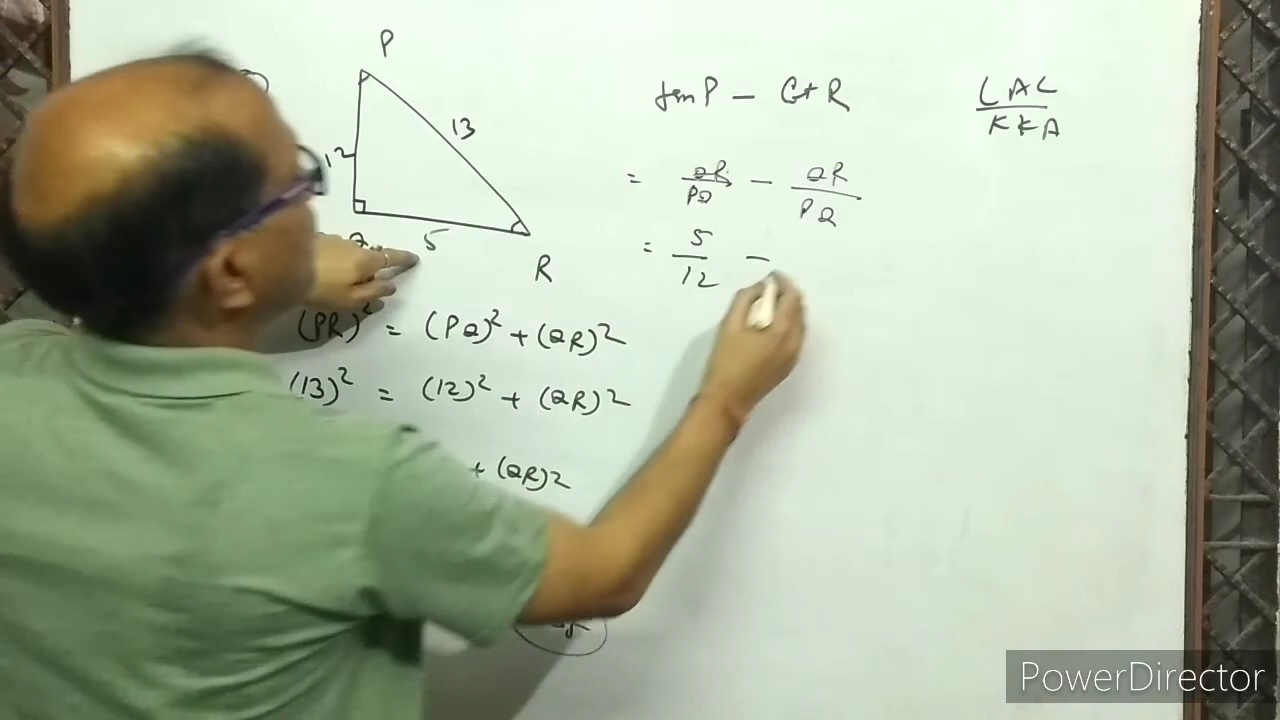 P
13
12
5
R
(PR)² = (PQ)² + (QR)²
(13)² = (12)² + (QR)²
+ (QR)²
tan P - Cot R
= QR/PQ - QR/PQ
= 5/12 -
LAL
KKA
PowerDirector